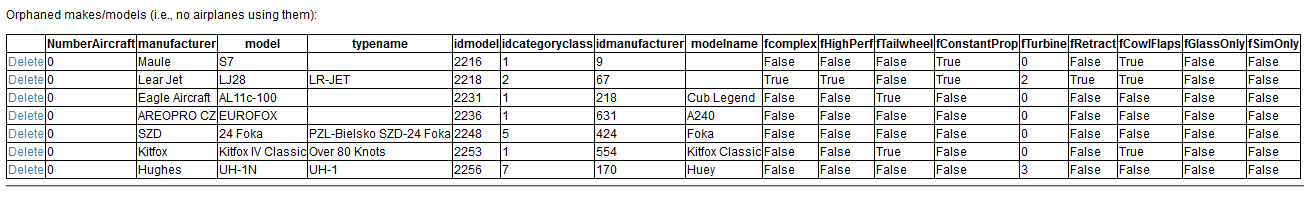 Orphaned makes/models (i.e., no airplanes using them):
NumberAircraft manufacturer model typename idmodel idcategoryclass idmanufacturer modelname fcomplex fHighPerf fTailwheel fConstantProp fTurbine fRetract fCowlFlaps fGlassOnly fSimOnly
Delete 0 Maule S7 2216 1 9 False False False True 0 False True False False
Delete 0 Lear Jet LJ28 LR-JET 2218 2 67 True True False True 2 True True False False
Delete 0 Eagle Aircraft AL11c-100 2231 1 218 Cub Legend False False True False 0 False False False False
Delete 0 AREOPRO CZ EUROFOX 2236 1 631 A240 False False False False 0 False False False False
Delete 0 SZD 24 Foka PZL-Bielsko SZD-24 Foka 2248 5 424 Foka False False False False 0 False False False False
Delete 0 Kitfox Kitfox IV Classic Over 80 Knots 2253 1 554 Kitfox Classic False False True False 0 False True False False
Delete 0 Hughes UH-1N UH-1 2256 7 170 Huey False False False False 3 False False False False